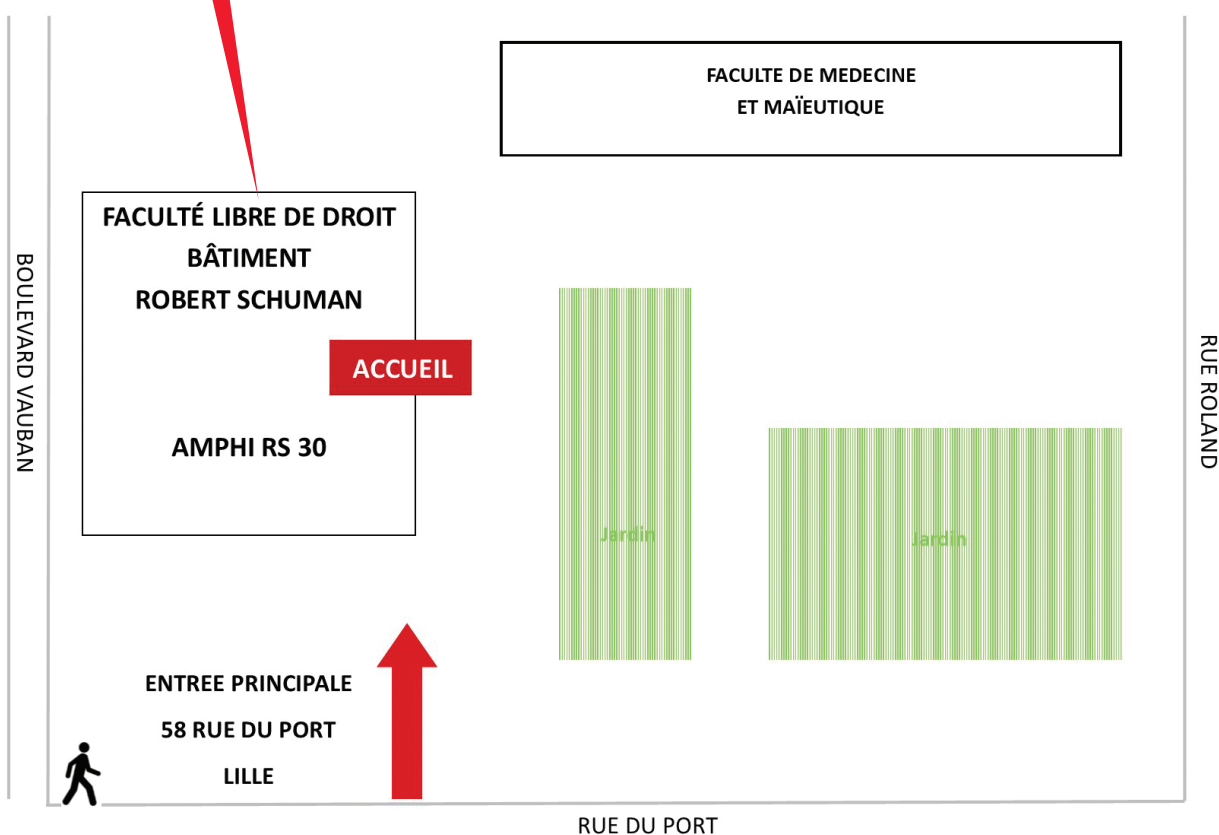 FACULTE DE MEDECINE
ET MAÏEUTIQUE
FACULTÉ LIBRE DE DROIT
BÂTIMENT
ROBERT SCHUMAN
ACCUEIL
AMPHI RS 30
BOULEVARD VAUBAN
RUE ROLAND
Jardin
Jardin
ENTREE PRINCIPALE
58 RUE DU PORT
LILLE
RUE DU PORT